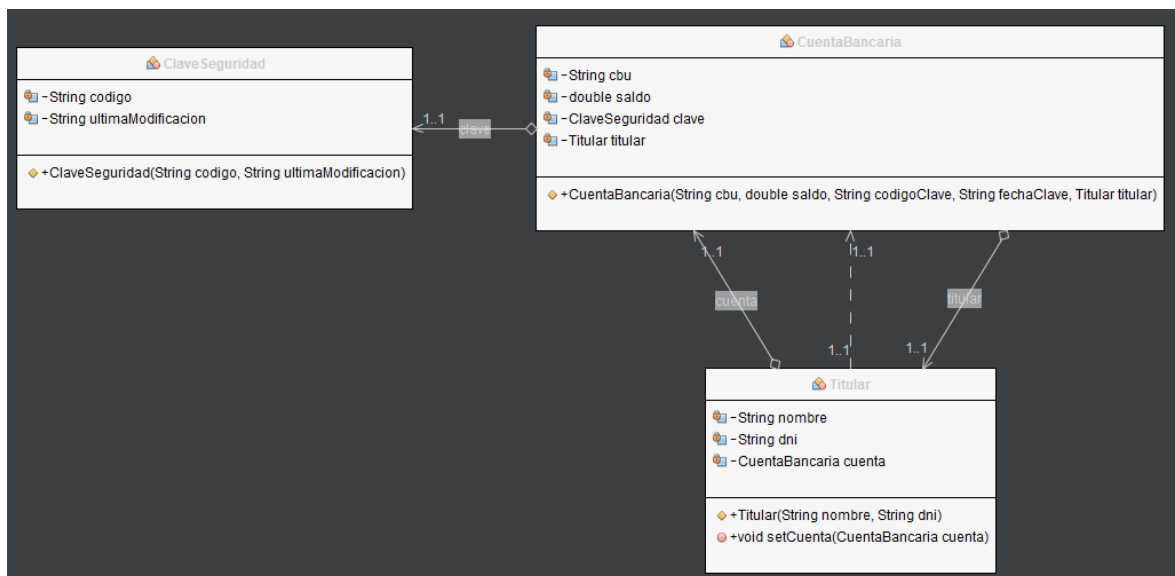 ClaveSeguridad
-String codigo
-String ultimaModificacion
+ClaveSeguridad(String codigo, String ultimaModificacion)
1..1
clave
CuentaBancaria
-String cbu
-double saldo
-ClaveSeguridad clave
-Titular titular
+CuentaBancaria(String cbu, double saldo, String codigoClave, String fechaClave, Titular titular)
1..1
1..1
cuenta
titular
1..1
1..1
Titular
-String nombre
-String dni
-CuentaBancaria cuenta
+Titular(String nombre, String dni)
+void setCuenta(CuentaBancaria cuenta)